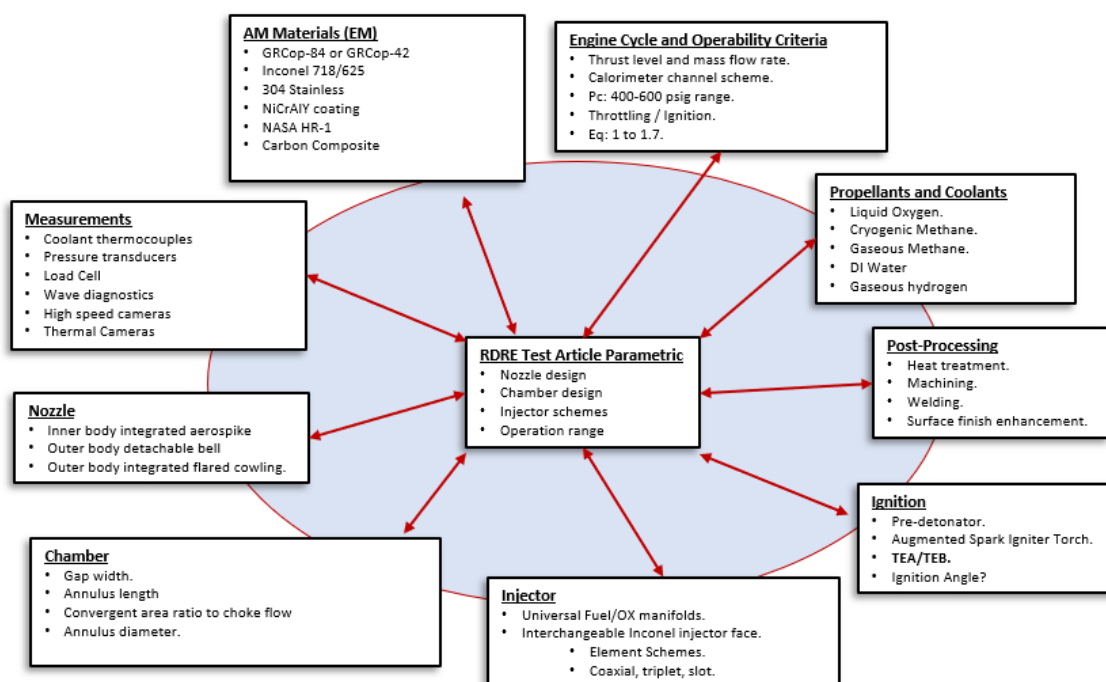 AM Materials (EM)
• GRCop-84 or GRCop-42
• Inconel 718/625
• 304 Stainless
• NiCrAlY coating
• NASA HR-1
• Carbon Composite
Engine Cycle and Operability Criteria
• Thrust level and mass flow rate.
• Calorimeter channel scheme.
• Pc: 400-600 psig range.
• Throttling / Ignition.
• Eq: 1 to 1.7.
Measurements
• Coolant thermocouples
• Pressure transducers
• Load Cell
• Wave diagnostics
• High speed cameras
• Thermal Cameras
Propellants and Coolants
• Liquid Oxygen.
• Cryogenic Methane.
• Gaseous Methane.
• DI Water
• Gaseous hydrogen
RDRE Test Article Parametric
• Nozzle design
• Chamber design
• Injector schemes
• Operation range
Post-Processing
• Heat treatment.
• Machining.
• Welding.
• Surface finish enhancement.
Nozzle
• Inner body integrated aerospike
• Outer body detachable bell
• Outer body integrated flared cowling.
Ignition
• Pre-detonator.
• Augmented Spark Igniter Torch.
• TEA/TEB.
• Ignition Angle?
Chamber
• Gap width.
• Annulus length
• Convergent area ratio to choke flow
• Annulus diameter.
Injector
• Universal Fuel/OX manifolds.
• Interchangeable Inconel injector face.
• Element Schemes.
• Coaxial, triplet, slot.